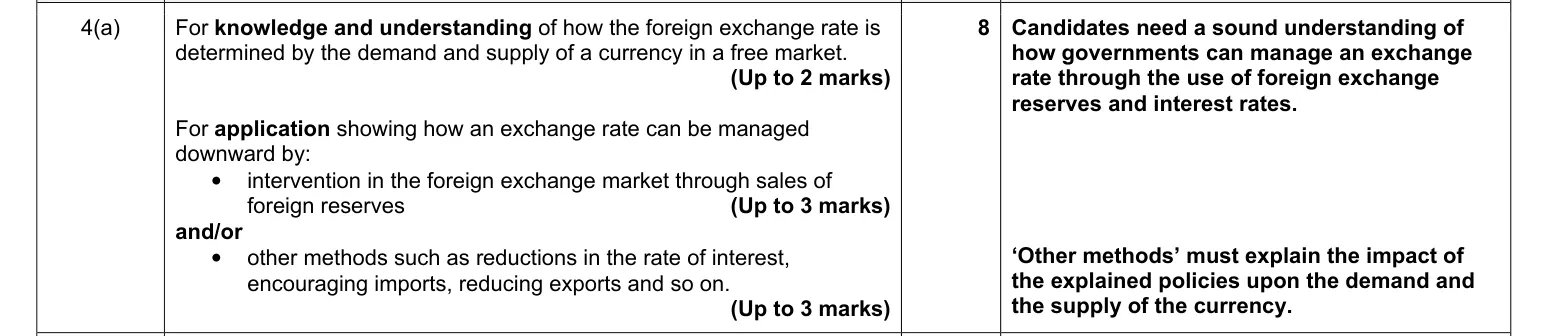 4(a)
For knowledge and understanding of how the foreign exchange rate is
determined by the demand and supply of a currency in a free market.
(Up to 2 marks)
For application showing how an exchange rate can be managed
downward by:
• intervention in the foreign exchange market through sales of
foreign reserves (Up to 3 marks)
and/or
• other methods such as reductions in the rate of interest,
encouraging imports, reducing exports and so on.
(Up to 3 marks)
8
Candidates need a sound understanding of
how governments can manage an exchange
rate through the use of foreign exchange
reserves and interest rates.
‘Other methods’ must explain the impact of
the explained policies upon the demand and
the supply of the currency.